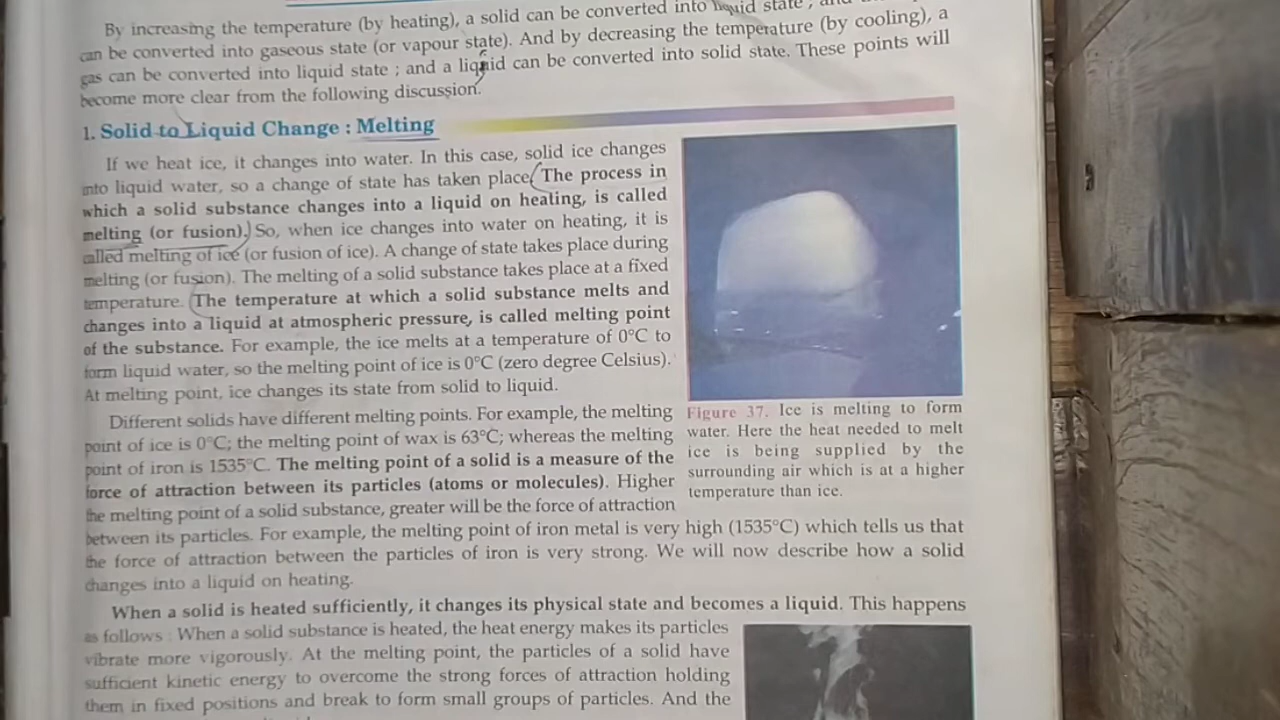 By increasing the temperature (by heating), a solid can be converted into liquid state ; and
can be converted into gaseous state (or vapour state). And by decreasing the temperature (by cooling), a
gas can be converted into liquid state ; and a liquid can be converted into solid state. These points will
become more clear from the following discussion.
1. Solid to Liquid Change : Melting
If we heat ice, it changes into water. In this case, solid ice changes
into liquid water, so a change of state has taken place. The process in
which a solid substance changes into a liquid on heating, is called
melting (or fusion). So, when ice changes into water on heating, it is
called melting of ice (or fusion of ice). A change of state takes place during
melting (or fusion). The melting of a solid substance takes place at a fixed
temperature. The temperature at which a solid substance melts and
changes into a liquid at atmospheric pressure, is called melting point
of the substance. For example, the ice melts at a temperature of 0°C to
form liquid water, so the melting point of ice is 0°C (zero degree Celsius).
At melting point, ice changes its state from solid to liquid.
Different solids have different melting points. For example, the melting
point of ice is 0°C; the melting point of wax is 63°C; whereas the melting
point of iron is 1535°C. The melting point of a solid is a measure of the
force of attraction between its particles (atoms or molecules). Higher
the melting point of a solid substance, greater will be the force of attraction
between its particles. For example, the melting point of iron metal is very high (1535°C) which tells us that
the force of attraction between the particles of iron is very strong. We will now describe how a solid
changes into a liquid on heating.
Figure 37. Ice is melting to form
water. Here the heat needed to melt
ice is being supplied by the
surrounding air which is at a higher
temperature than ice.
When a solid is heated sufficiently, it changes its physical state and becomes a liquid. This happens
as follows : When a solid substance is heated, the heat energy makes its particles
vibrate more vigorously. At the melting point, the particles of a solid have
sufficient kinetic energy to overcome the strong forces of attraction holding
them in fixed positions and break to form small groups of particles. And the